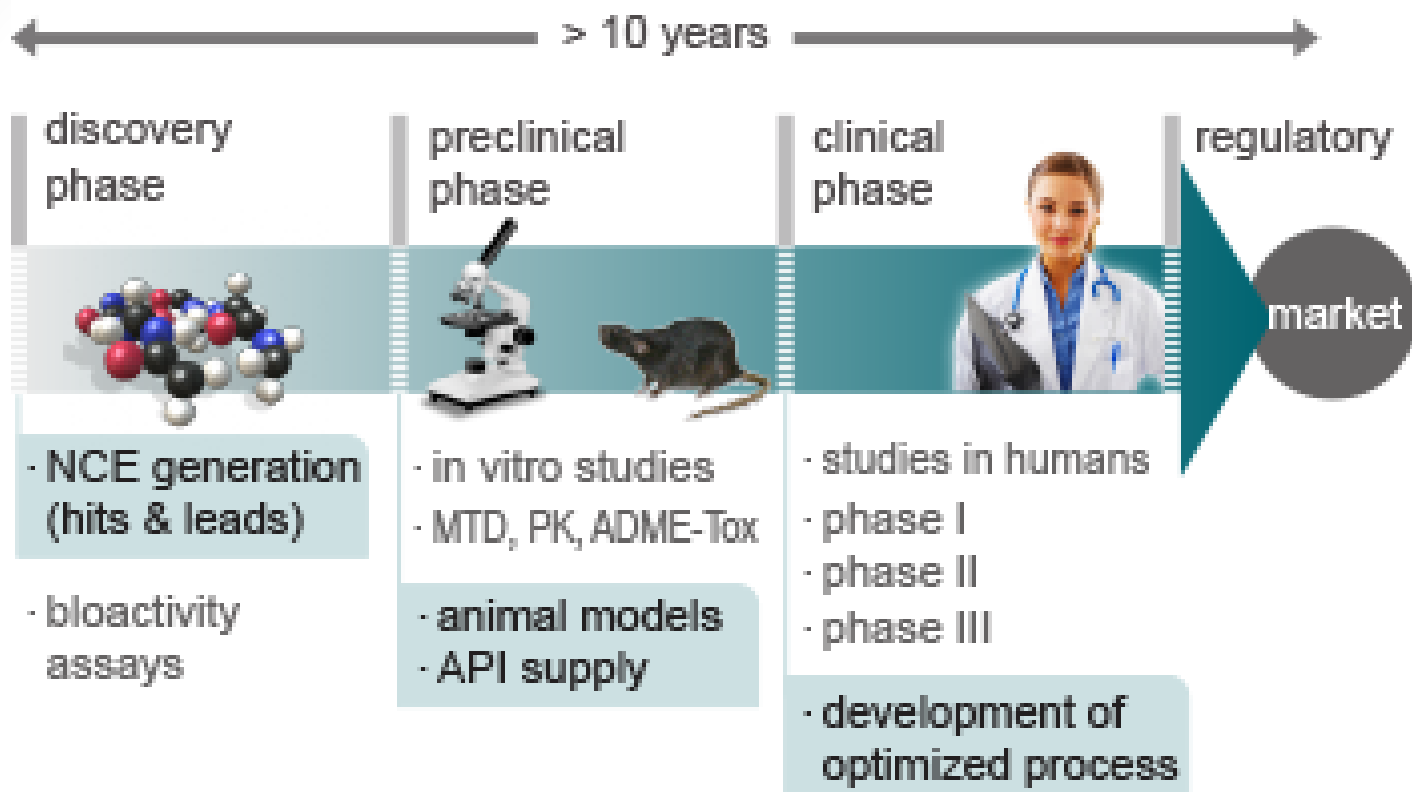 > 10 years
discovery
phase
preclinical
phase
clinical
phase
regulatory
market
· NCE generation
(hits & leads)
· bloactivity
assays
· in vitro studies
· MTD, PK, ADME-Tox
· animal models
· API supply
· studies in humans
· phase I
· phase II
· phase III
· development of
optimized process